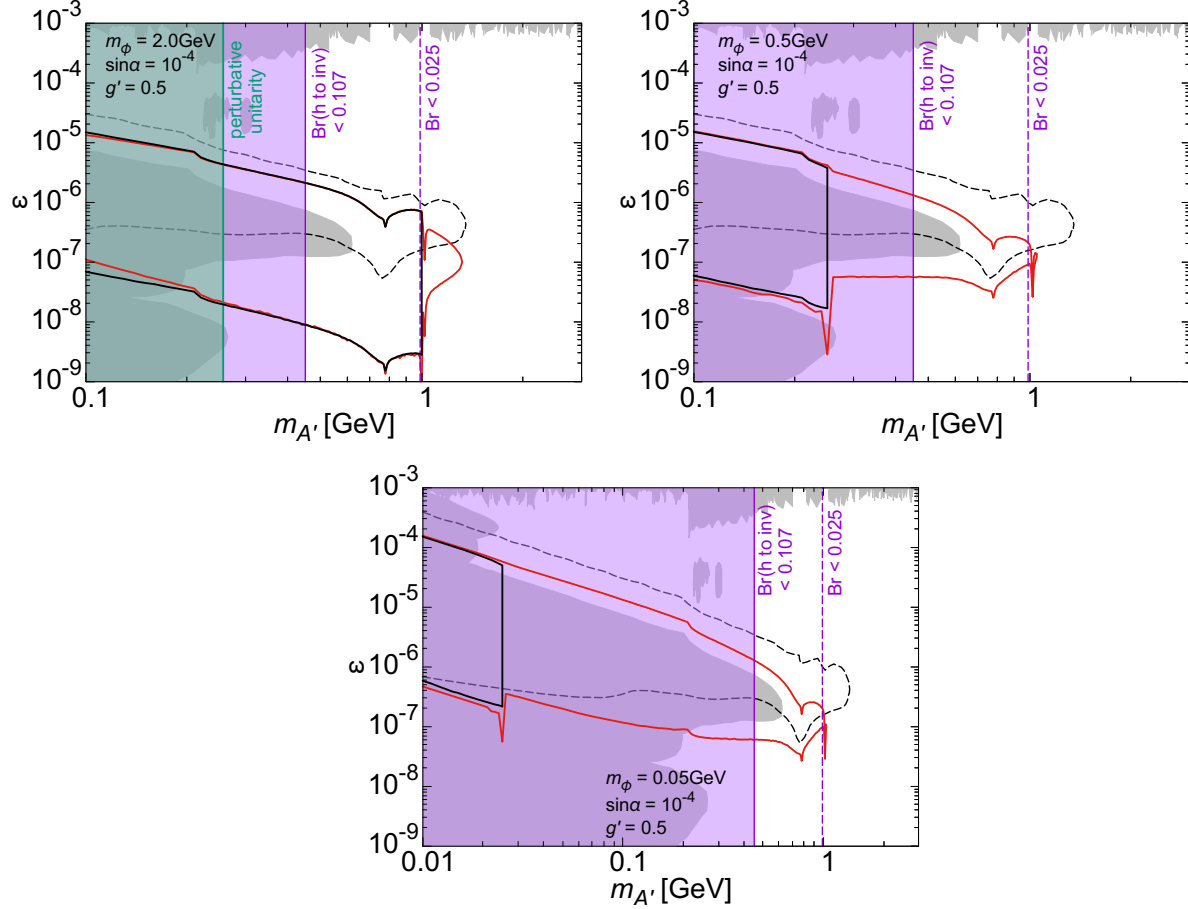 10^-3
10^-4
10^-5
10^-6
10^-7
10^-8
10^-9
ε
m_ϕ = 2.0GeV
sinα = 10^-4
g' = 0.5
perturbative
unitarity
Br(h to inv)
< 0.107
Br < 0.025
0.1
1
m_A' [GeV]
10^-3
10^-4
10^-5
10^-6
10^-7
10^-8
10^-9
ε
m_ϕ = 0.5GeV
sinα = 10^-4
g' = 0.5
Br(h to inv)
< 0.107
Br < 0.025
0.1
1
m_A' [GeV]
10^-3
10^-4
10^-5
10^-6
10^-7
10^-8
10^-9
ε
Br(h to inv)
< 0.107
Br < 0.025
m_ϕ = 0.05GeV
sinα = 10^-4
g' = 0.5
0.01
0.1
1
m_A' [GeV]